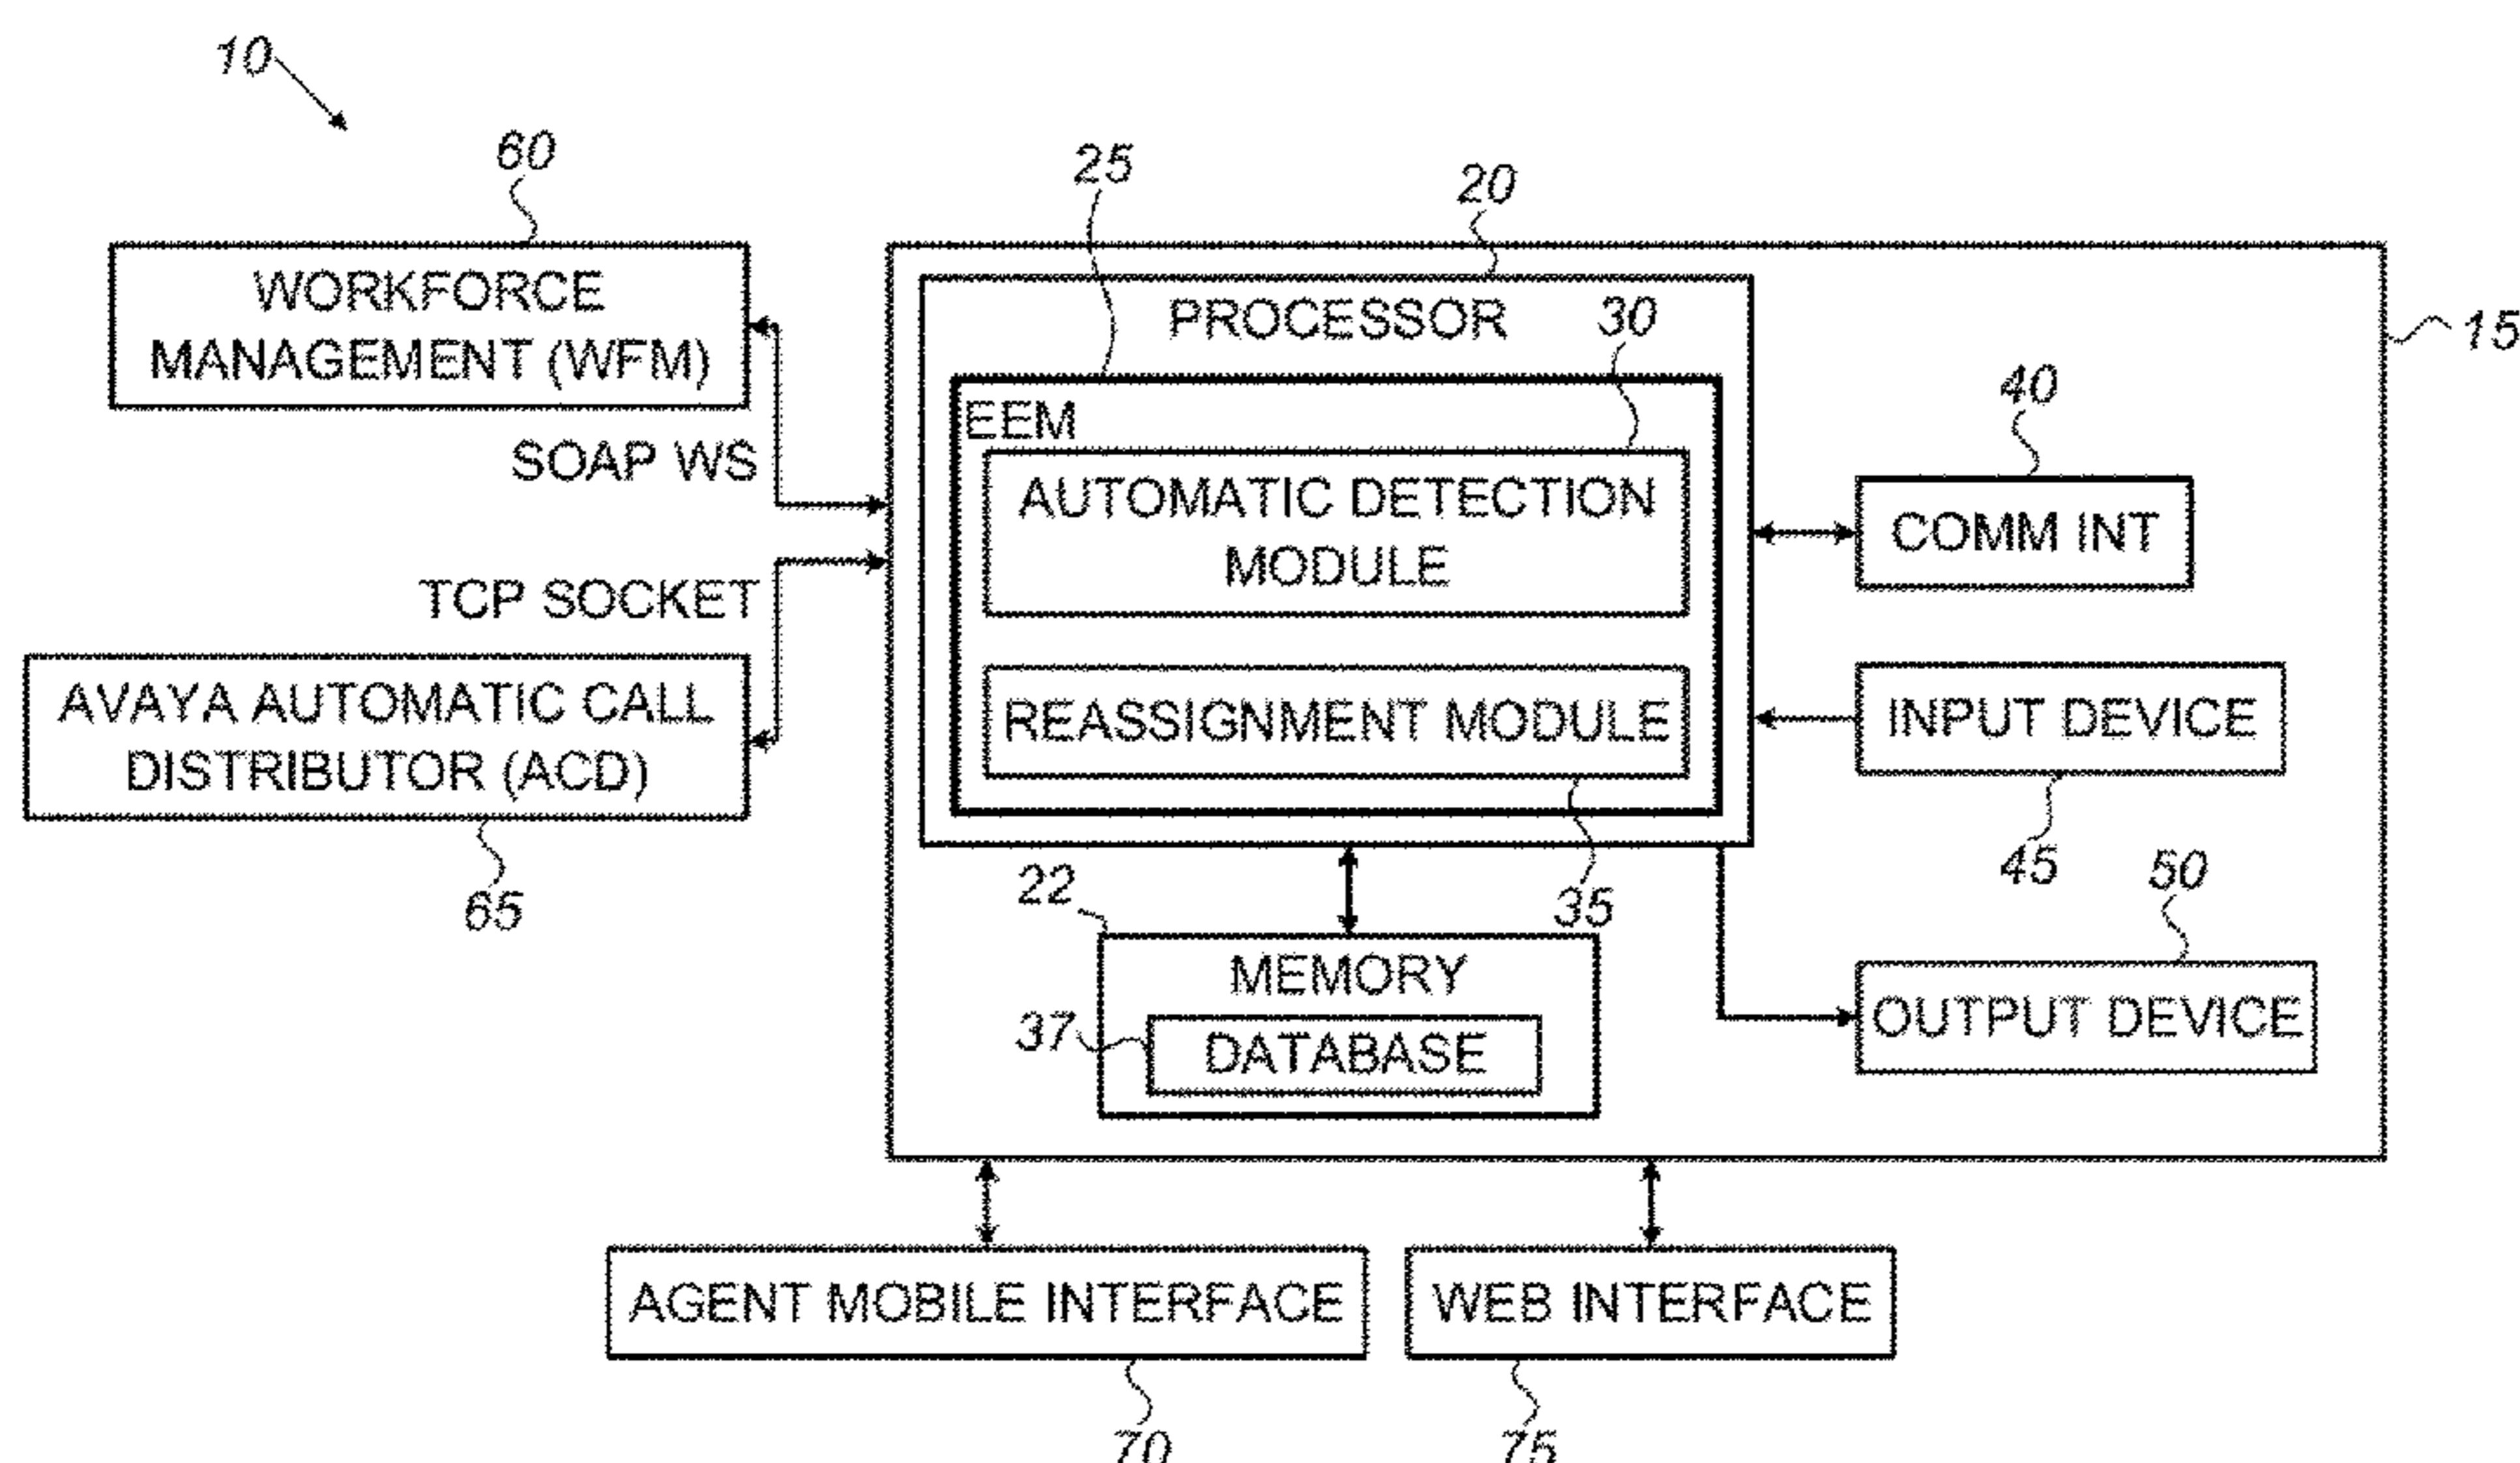 10
60
25
20
WORKFORCE
MANAGEMENT (WFM)
PROCESSOR
30
15
EEM
40
SOAP WS
AUTOMATIC DETECTION
MODULE
COMM INT
TCP SOCKET
AVAYA AUTOMATIC CALL
DISTRIBUTOR (ACD)
REASSIGNMENT MODULE
INPUT DEVICE
65
22
35
45
50
MEMORY
37
DATABASE
OUTPUT DEVICE
AGENT MOBILE INTERFACE
WEB INTERFACE
70
75